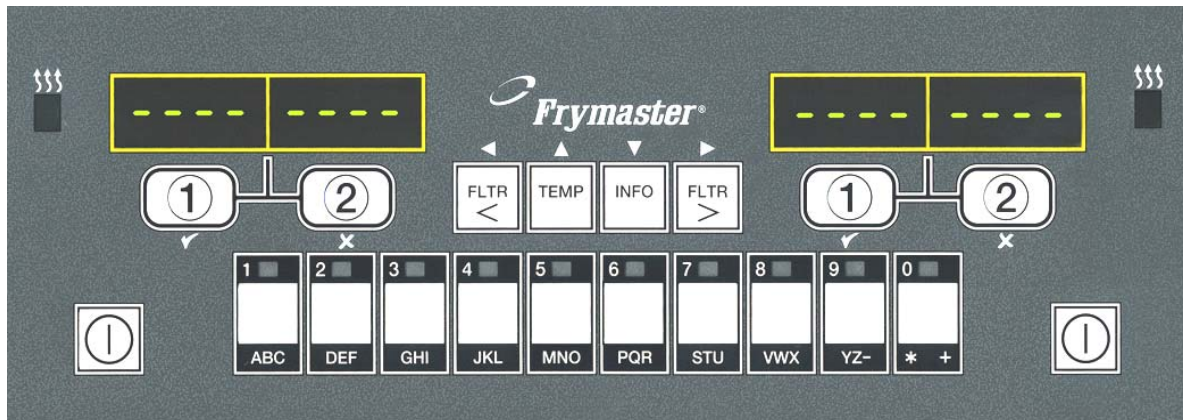 ---- ---- ---- ----
Frymaster®
FLTR < TEMP INFO FLTR >
1 2 1 2
1 2 3 4 5 6 7 8 9 0
ABC DEF GHI JKL MNO PQR STU VWX YZ- * +